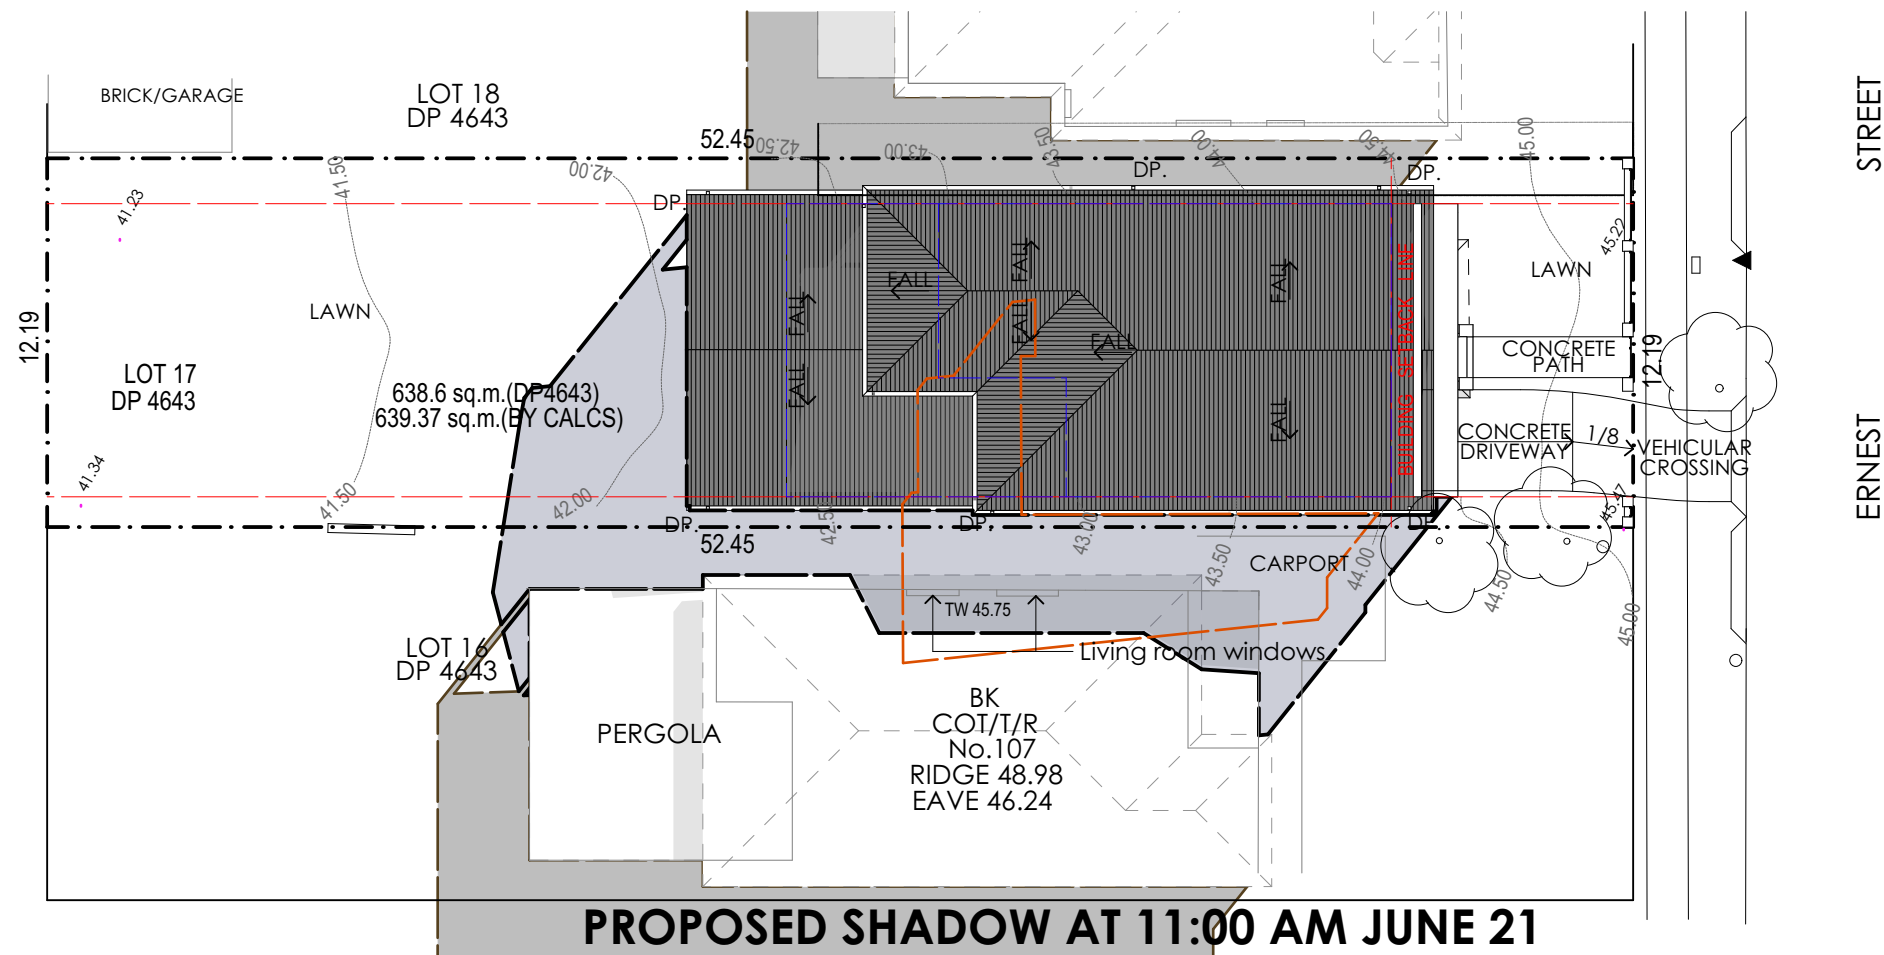 BRICK/GARAGE
LOT 18
DP 4643
52.45
42.50
43.00
43.50
44.00
44.50
45.00
STREET
41.50
42.00
DP.
DP.
DP.
41.23
45.22
LAWN
LAWN
FALL
FALL
FALL
FALL
FALL
FALL
FALL
FALL
BUILDING SETBACK LINE
12.19
12.19
LOT 17
DP 4643
638.6 sq.m.(DP4643)
639.37 sq.m.(BY CALCS)
CONCRETE
PATH
CONCRETE
DRIVEWAY
1/8
VEHICULAR
CROSSING
ERNEST
41.34
41.50
42.00
42.50
43.00
43.50
44.00
44.50
45.00
45.47
DP.
DP.
DP.
52.45
CARPORT
TW 45.75
Living room windows
LOT 16
DP 4643
PERGOLA
BK
COT/T/R
No.107
RIDGE 48.98
EAVE 46.24
PROPOSED SHADOW AT 11:00 AM JUNE 21